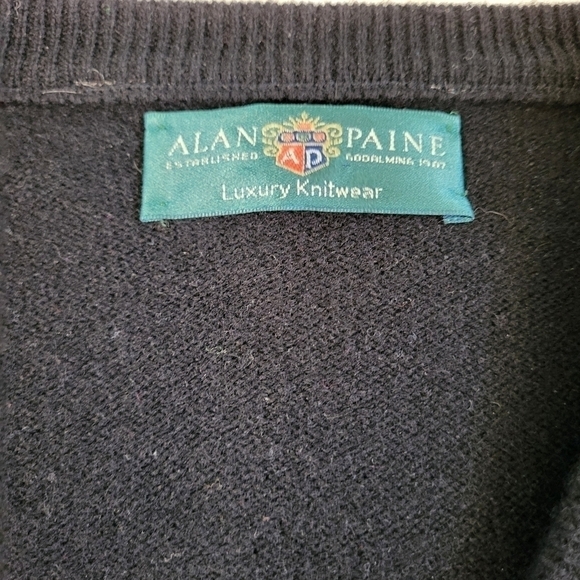 ALAN PAINE
ESTABLISHED GODALMING 1907
AP
Luxury Knitwear